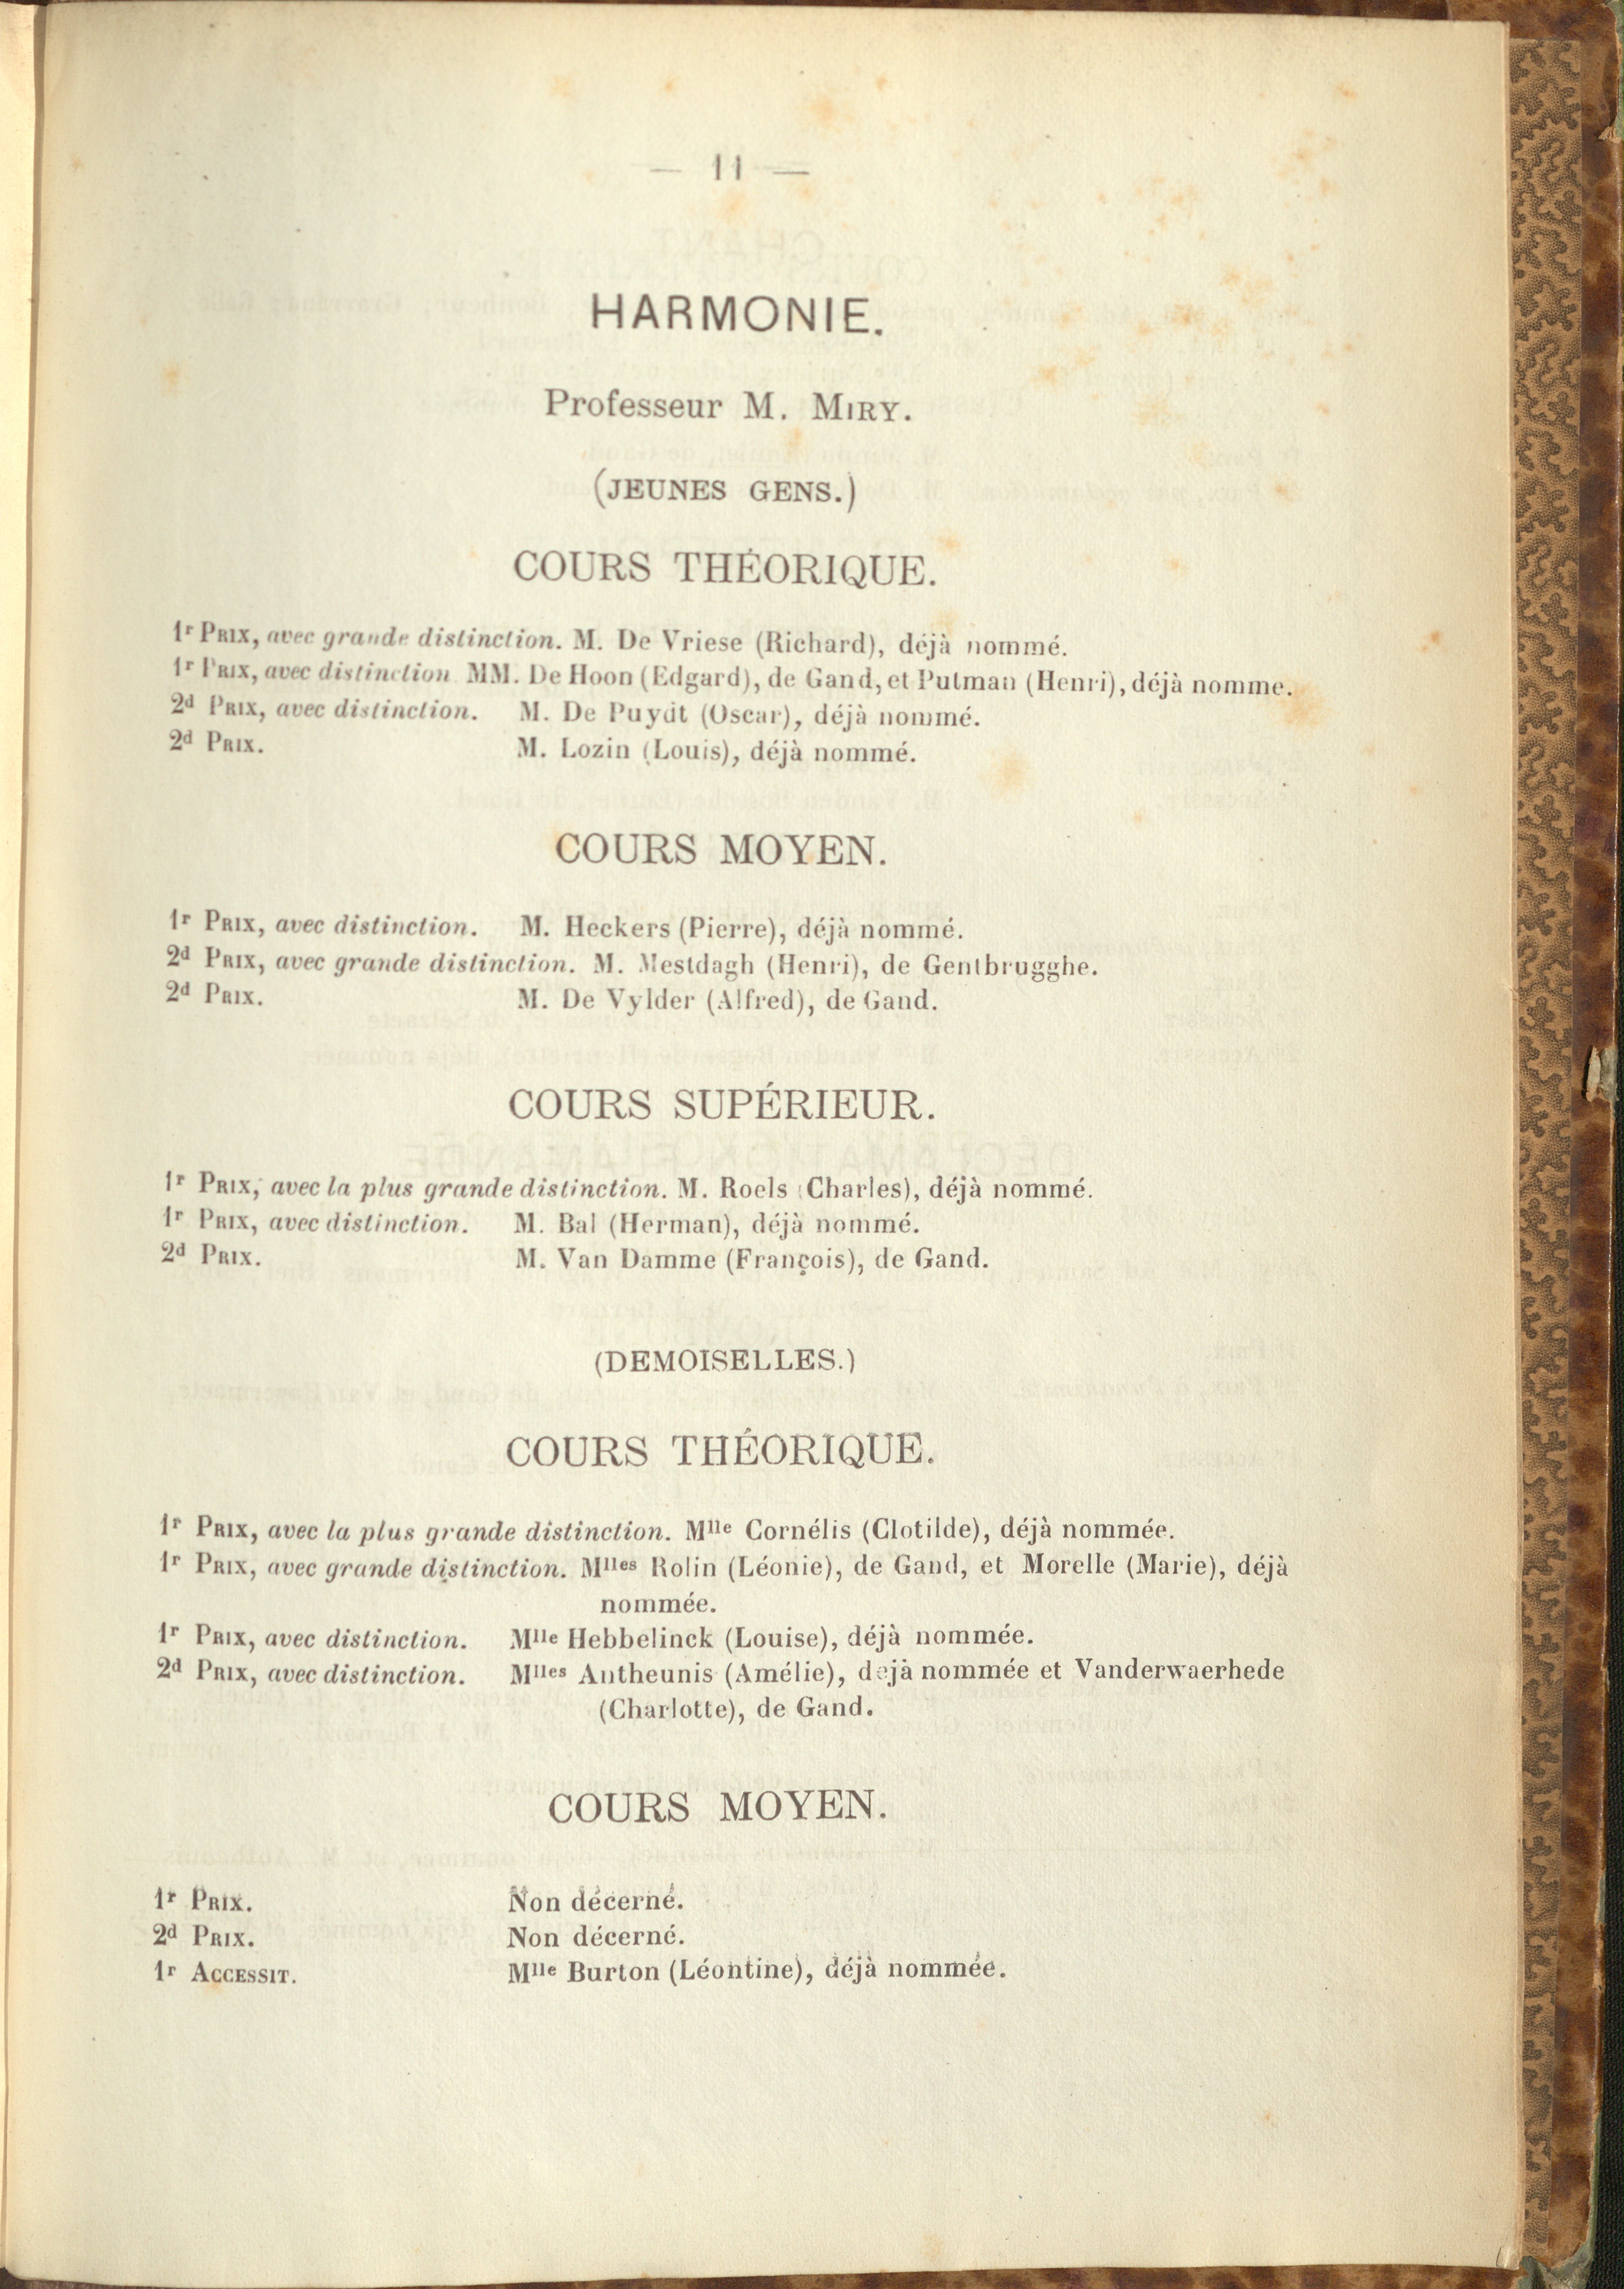 — 11 —
HARMONIE.
Professeur M. MIRY.
(JEUNES GENS.)
COURS THÉORIQUE.
1r PRIX, avec grande distinction. M. De Vriese (Richard), déjà nommé.
1r PRIX, avec distinction MM. De Hoon (Edgard), de Gand, et Putman (Henri), déjà nomme.
2d PRIX, avec distinction. M. De Puydt (Oscar), déjà nommé.
2d PRIX. M. Lozin (Louis), déjà nommé.
COURS MOYEN.
1r PRIX, avec distinction. M. Heckers (Pierre), déjà nommé.
2d PRIX, avec grande distinction. M. Mestdagh (Henri), de Gentbrugghe.
2d PRIX. M. De Vylder (Alfred), de Gand.
COURS SUPÉRIEUR.
1r PRIX, avec la plus grande distinction. M. Roels (Charles), déjà nommé.
1r PRIX, avec distinction. M. Bal (Herman), déjà nommé.
2d PRIX. M. Van Damme (François), de Gand.
(DEMOISELLES.)
COURS THÉORIQUE.
1r PRIX, avec la plus grande distinction. Mlle Cornélis (Clotilde), déjà nommée.
1r PRIX, avec grande distinction. Mlles Rolin (Léonie), de Gand, et Morelle (Marie), déjà
nommée.
1r PRIX, avec distinction. Mlle Hebbelinck (Louise), déjà nommée.
2d PRIX, avec distinction. Mlles Antheunis (Amélie), dejà nommée et Vanderwaerhede
(Charlotte), de Gand.
COURS MOYEN.
1r PRIX. Non décerné.
2d PRIX. Non décerné.
1r ACCESSIT. Mlle Burton (Léontine), déjà nommée.